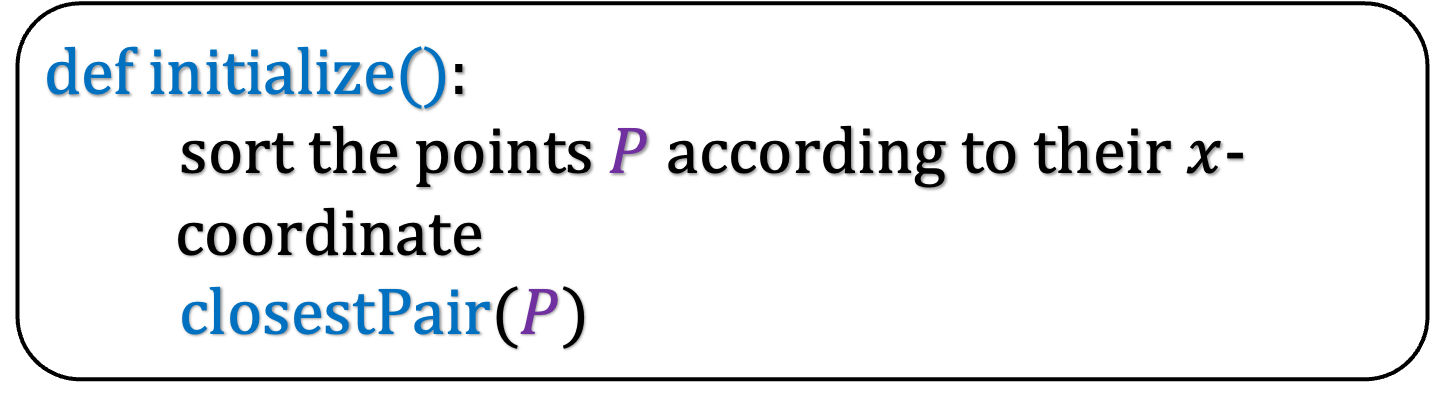 def initialize():
sort the points P according to their x-
coordinate
closestPair(P)